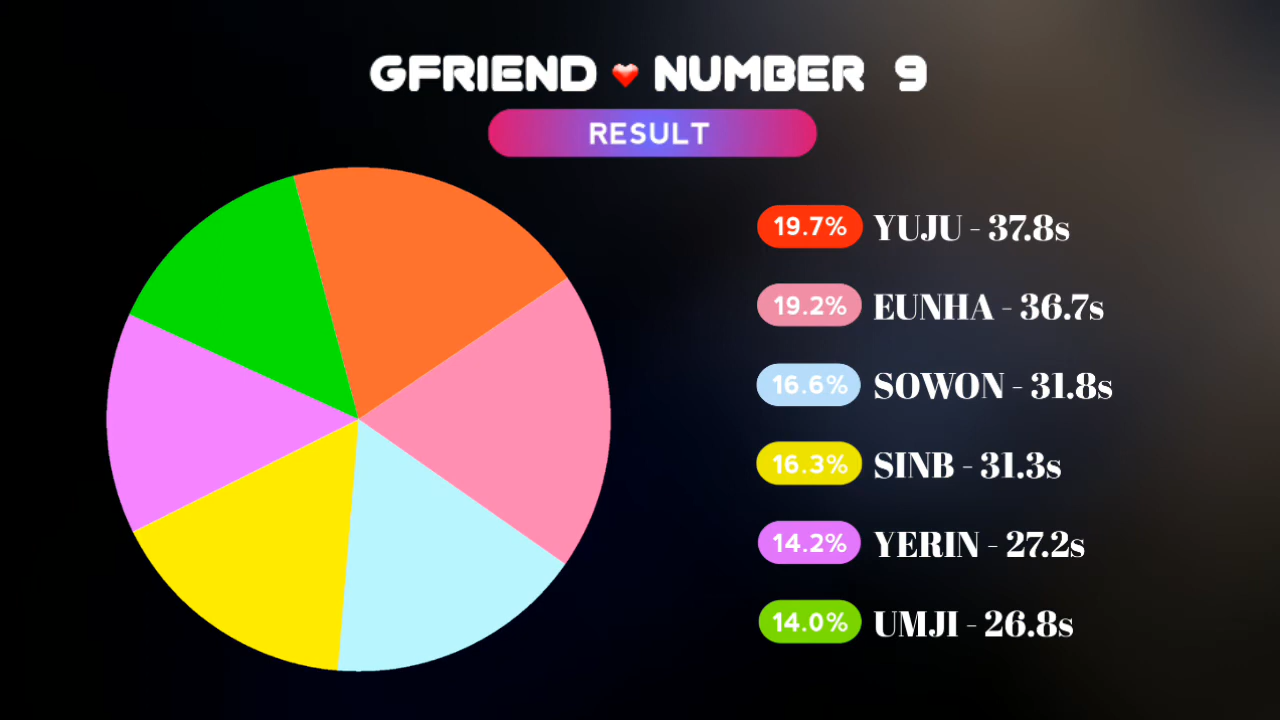 GFRIEND ❤ NUMBER 9
RESULT
19.7% YUJU - 37.8s
19.2% EUNHA - 36.7s
16.6% SOWON - 31.8s
16.3% SINB - 31.3s
14.2% YERIN - 27.2s
14.0% UMJI - 26.8s